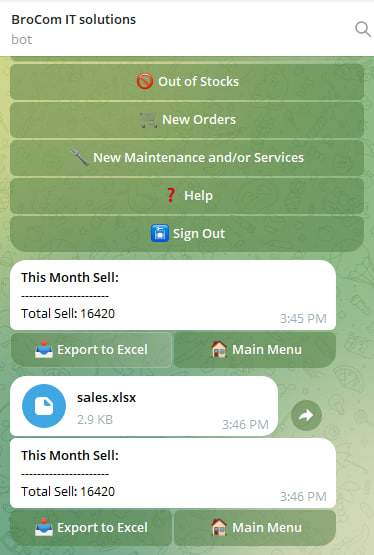 BroCom IT solutions
bot
Out of Stocks
New Orders
New Maintenance and/or Services
Help
Sign Out
This Month Sell:
----------------------
Total Sell: 16420
3:45 PM
Export to Excel
Main Menu
sales.xlsx
2.9 KB
3:46 PM
This Month Sell:
----------------------
Total Sell: 16420
3:46 PM
Export to Excel
Main Menu